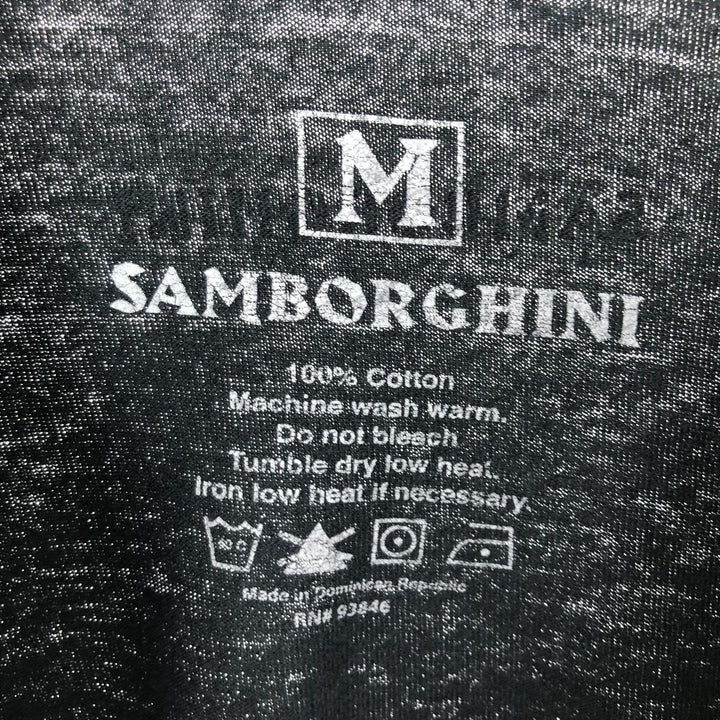 M
SAMBORGHINI
100% Cotton
Machine wash warm.
Do not bleach
Tumble dry low heat.
Iron low heat if necessary.
Made in Dominican Republic
RN# 93846